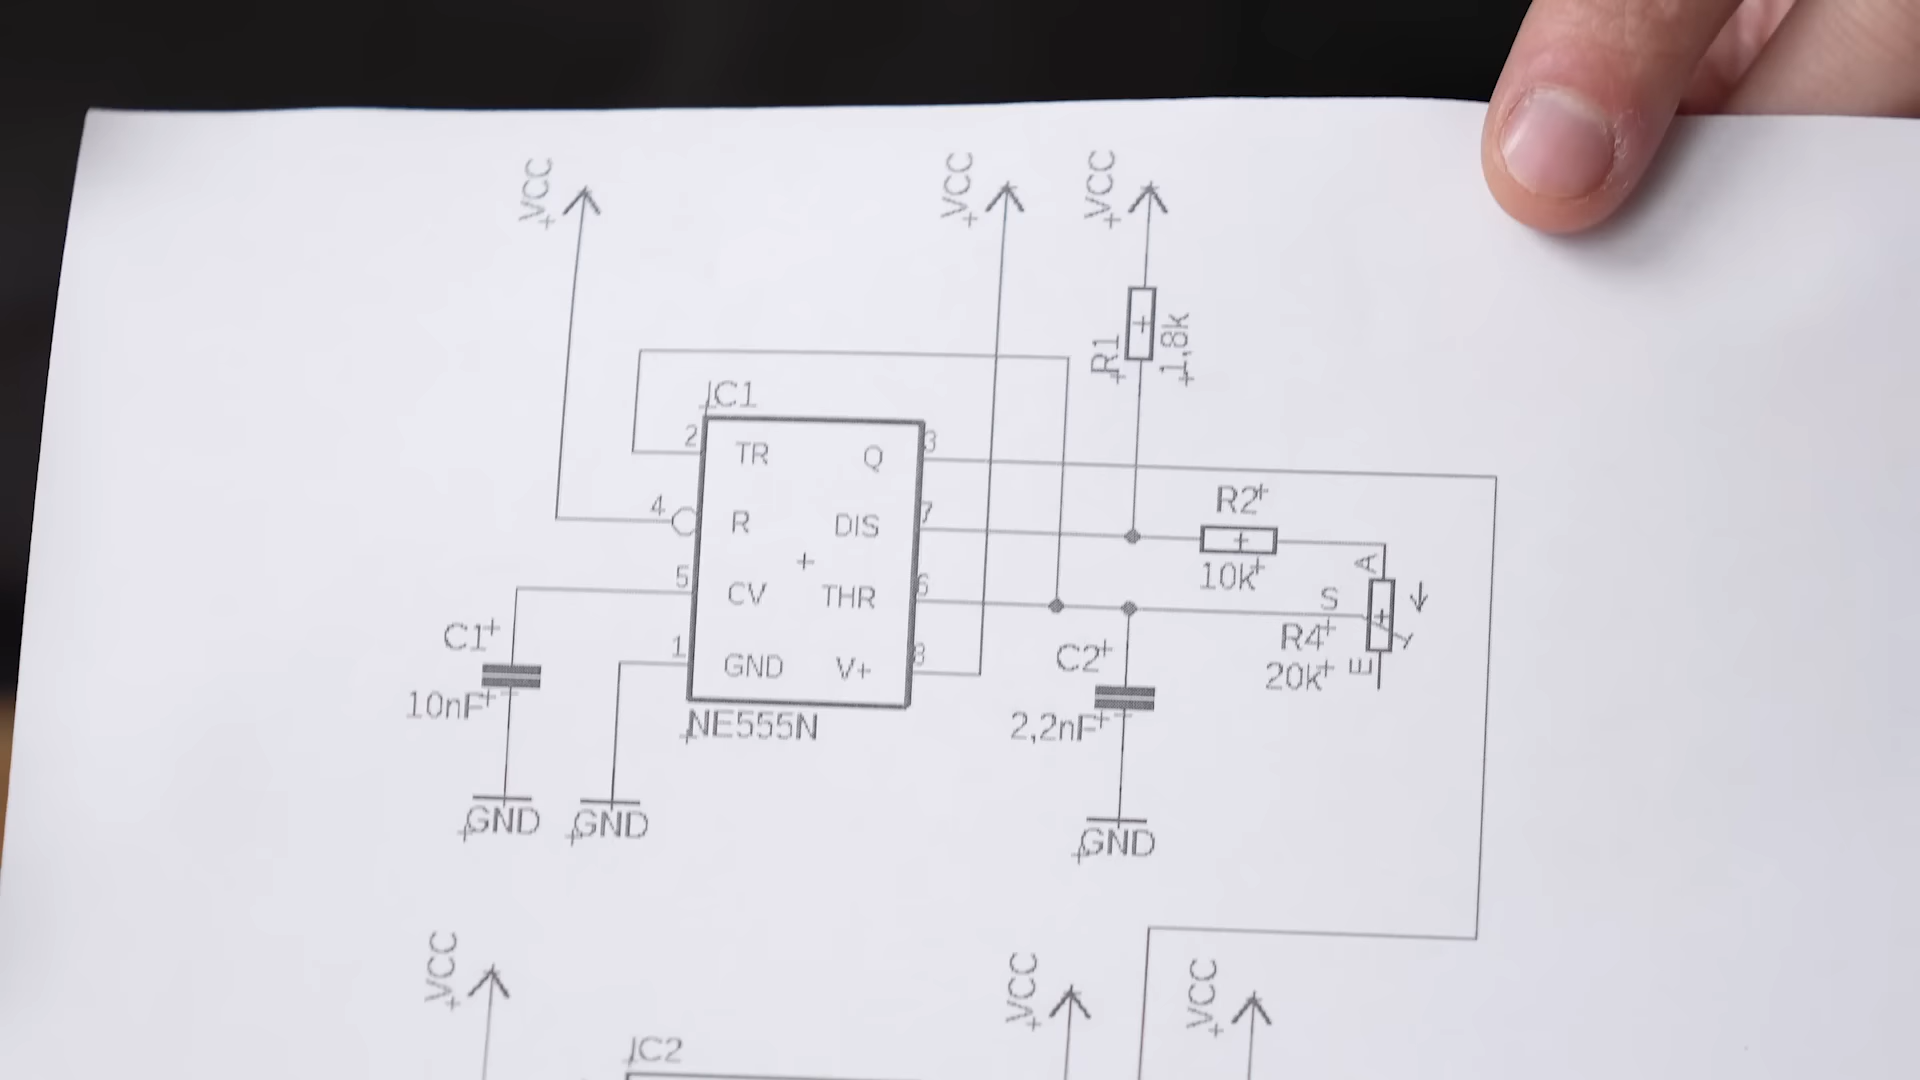 +VCC
+VCC
+VCC
R1
1,8k
IC1
2
TR
Q
3
4
R
DIS
7
R2
10k
A
5
CV
THR
6
S
R4
20k
E
C1
10nF
1
GND
V+
8
C2
2,2nF
NE555N
GND
GND
GND
+VCC
+VCC
+VCC
IC2